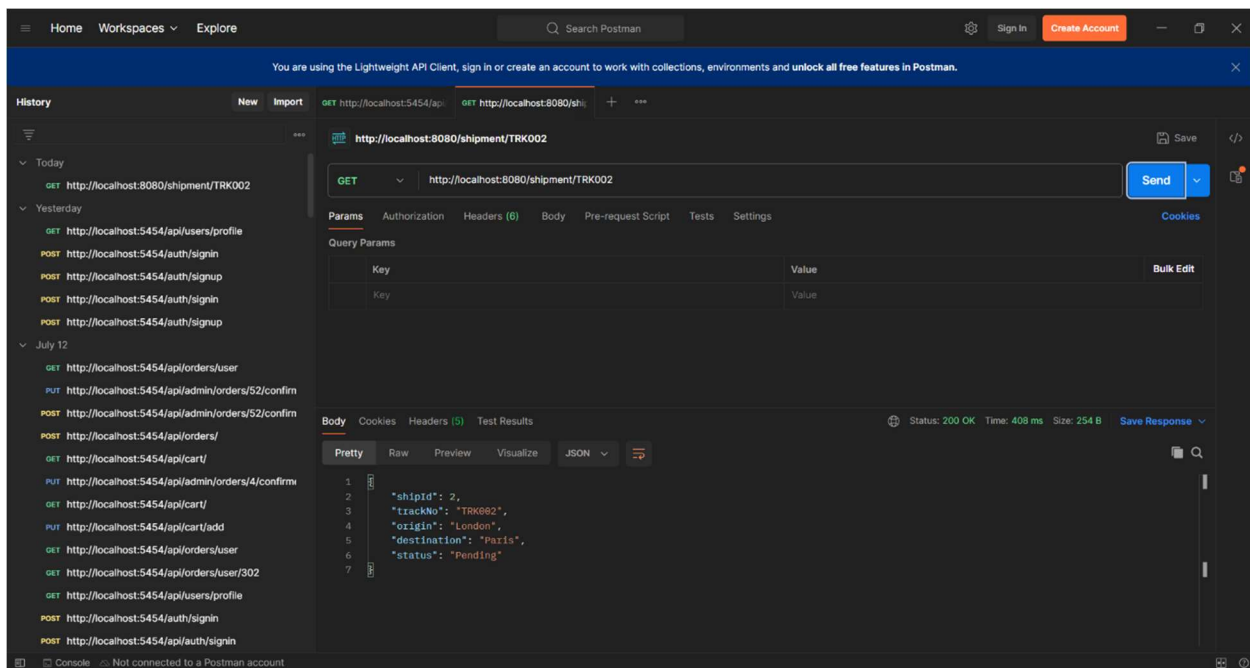 Home Workspaces Explore Search Postman Sign In Create Account
You are using the Lightweight API Client, sign in or create an account to work with collections, environments and unlock all free features in Postman.
History New Import
GET http://localhost:5454/api GET http://localhost:8080/shi
http://localhost:8080/shipment/TRK002 Save
Today
GET http://localhost:8080/shipment/TRK002
Yesterday
GET http://localhost:5454/api/users/profile
POST http://localhost:5454/auth/signin
POST http://localhost:5454/auth/signup
POST http://localhost:5454/auth/signin
POST http://localhost:5454/auth/signup
July 12
GET http://localhost:5454/api/orders/user
PUT http://localhost:5454/api/admin/orders/52/confirm
POST http://localhost:5454/api/admin/orders/52/confirm
POST http://localhost:5454/api/orders/
GET http://localhost:5454/api/cart/
PUT http://localhost:5454/api/admin/orders/4/confirme
GET http://localhost:5454/api/cart/
PUT http://localhost:5454/api/cart/add
GET http://localhost:5454/api/orders/user
GET http://localhost:5454/api/orders/user/302
GET http://localhost:5454/api/users/profile
POST http://localhost:5454/auth/signin
POST http://localhost:5454/api/auth/signin
GET http://localhost:8080/shipment/TRK002 Send
Params Authorization Headers (6) Body Pre-request Script Tests Settings Cookies
Query Params
Key Value Bulk Edit
Key Value
Body Cookies Headers (5) Test Results Status: 200 OK Time: 408 ms Size: 254 B Save Response
Pretty Raw Preview Visualize JSON
1 {
2 "shipId": 2,
3 "trackNo": "TRK002",
4 "origin": "London",
5 "destination": "Paris",
6 "status": "Pending"
7 }
Console Not connected to a Postman account